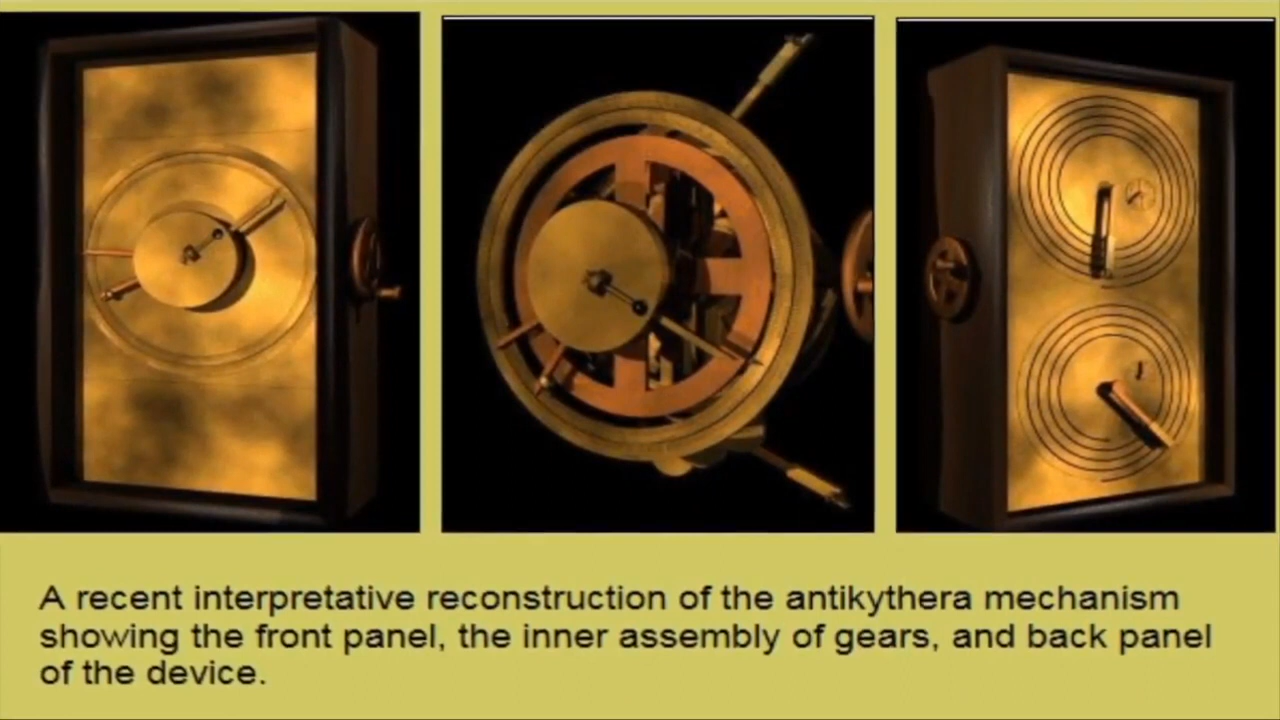 A recent interpretative reconstruction of the antikythera mechanism
showing the front panel, the inner assembly of gears, and back panel
of the device.